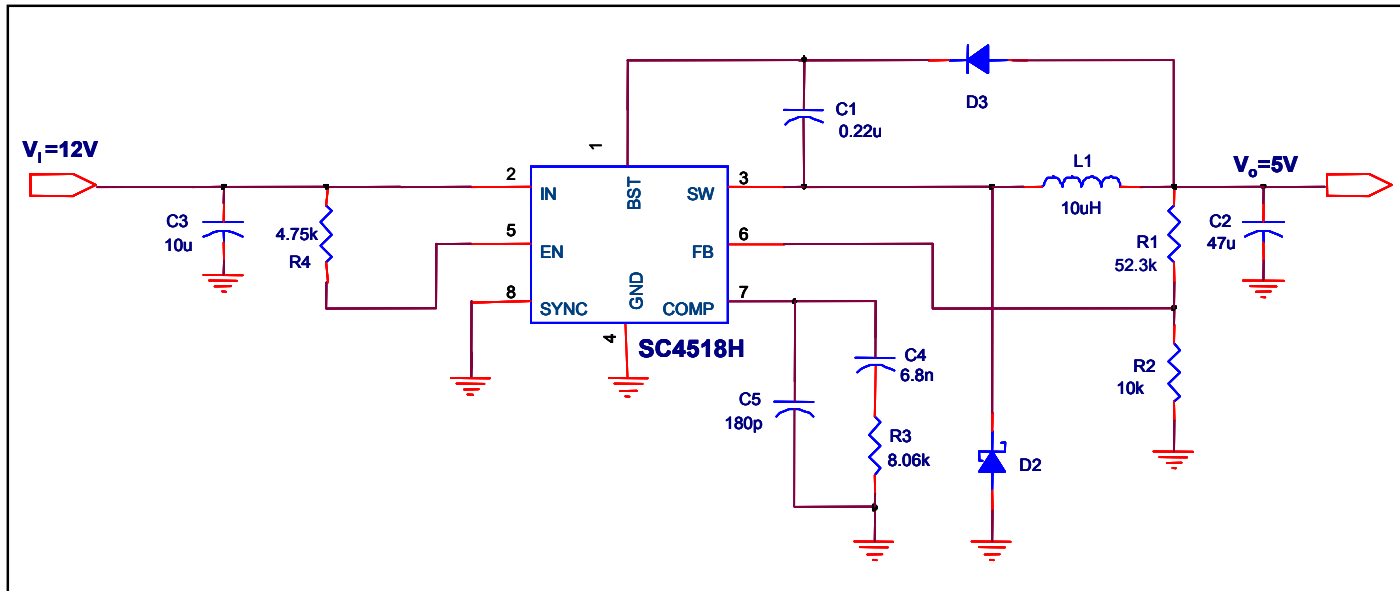 D3
C1
0.22u
VI=12V
1
2
IN
BST
SW
3
L1
10uH
Vo=5V
C3
10u
4.75k
R4
5
EN
FB
6
C2
47u
R1
52.3k
8
SYNC
GND
COMP
7
4
SC4518H
C4
6.8n
R2
10k
C5
180p
R3
8.06k
D2